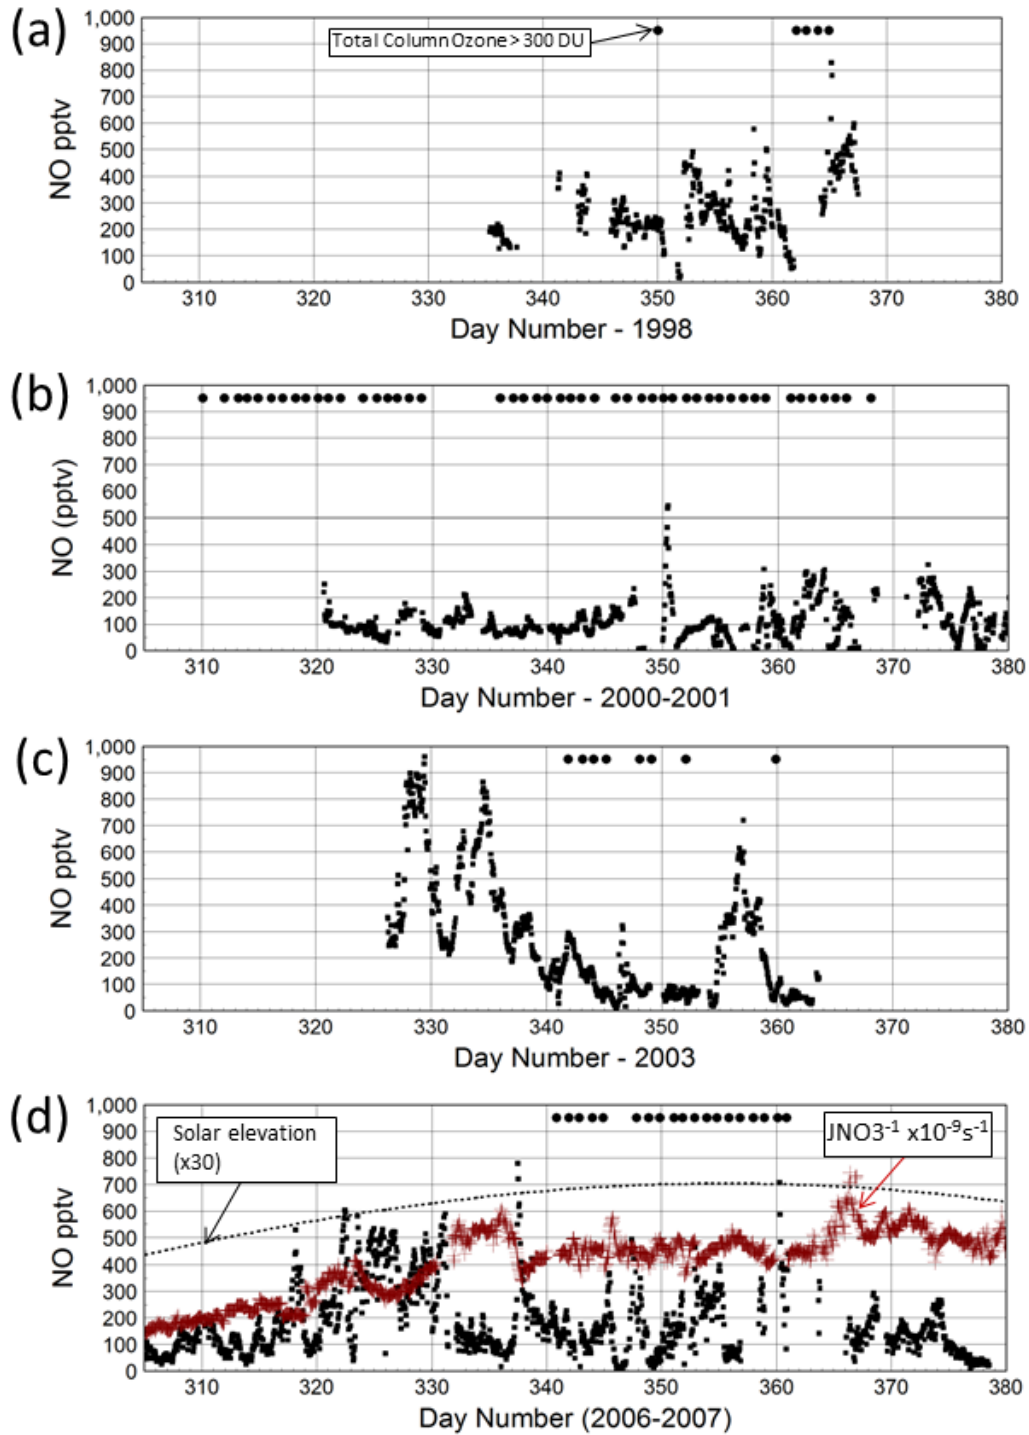 (a)
1,000
900
800
700
600
500
400
300
200
100
0
NO pptv
Total Column Ozone > 300 DU
310 320 330 340 350 360 370 380
Day Number - 1998
(b)
1,000
900
800
700
600
500
400
300
200
100
0
NO (pptv)
310 320 330 340 350 360 370 380
Day Number - 2000-2001
(c)
1,000
900
800
700
600
500
400
300
200
100
0
NO pptv
310 320 330 340 350 360 370 380
Day Number - 2003
(d)
1,000
900
800
700
600
500
400
300
200
100
0
NO pptv
Solar elevation
(x30)
JNO3⁻¹ x10⁻⁹s⁻¹
310 320 330 340 350 360 370 380
Day Number (2006-2007)